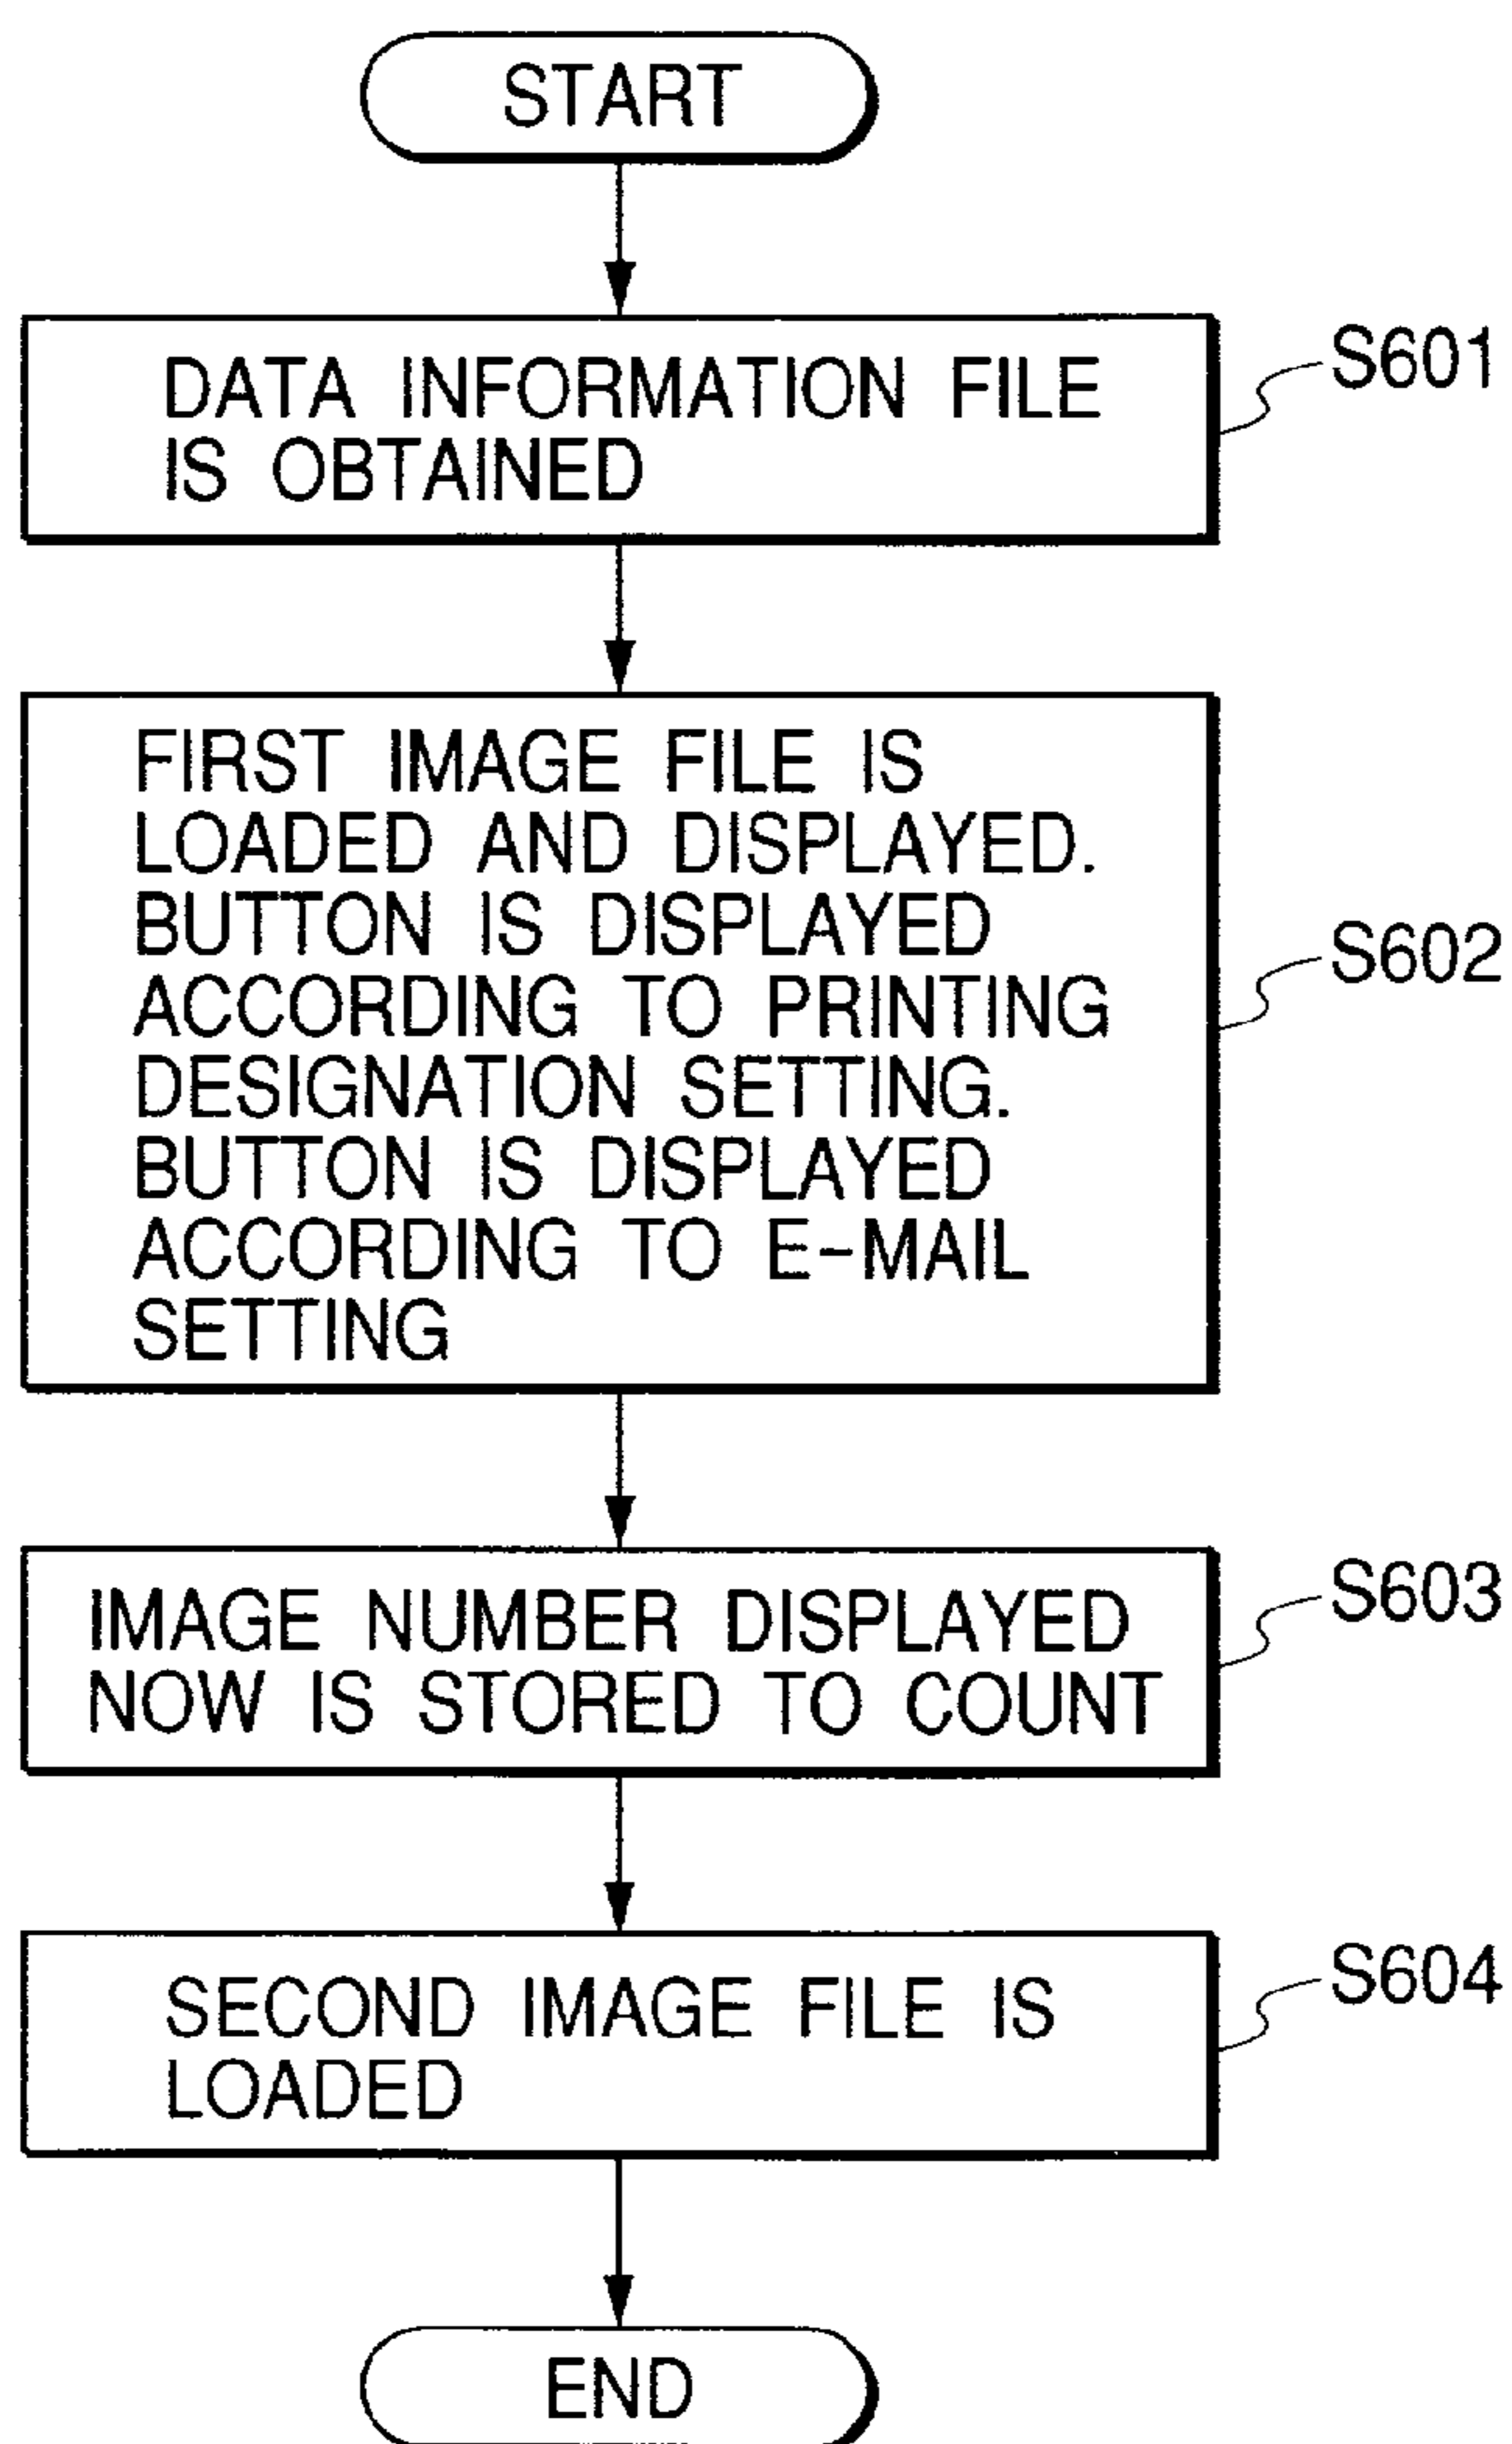 START
DATA INFORMATION FILE
IS OBTAINED
S601
FIRST IMAGE FILE IS
LOADED AND DISPLAYED.
BUTTON IS DISPLAYED
ACCORDING TO PRINTING
DESIGNATION SETTING.
BUTTON IS DISPLAYED
ACCORDING TO E-MAIL
SETTING
S602
IMAGE NUMBER DISPLAYED
NOW IS STORED TO COUNT
S603
SECOND IMAGE FILE IS
LOADED
S604
END